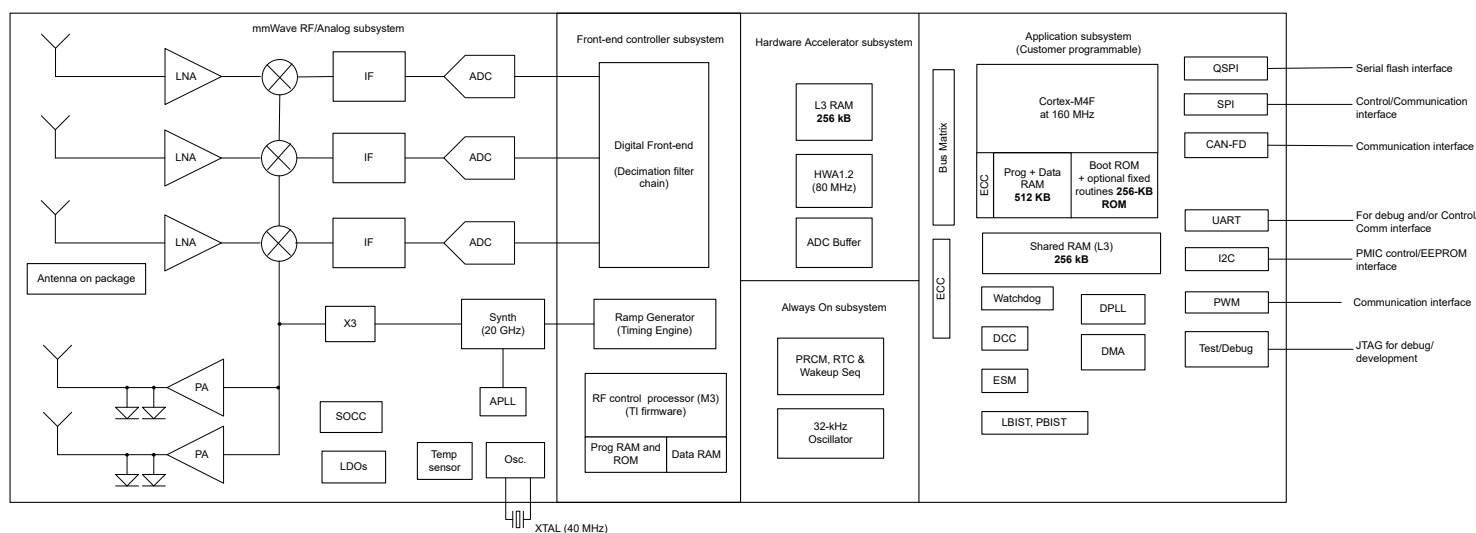 mmWave RF/Analog subsystem
LNA
IF
ADC
LNA
IF
ADC
LNA
IF
ADC
Antenna on package
X3
Synth
(20 GHz)
PA
APLL
SOCC
PA
LDOs
Temp
sensor
Osc.
XTAL (40 MHz)
Front-end controller subsystem
Digital Front-end
(Decimation filter
chain)
Ramp Generator
(Timing Engine)
RF control processor (M3)
(TI firmware)
Prog RAM and
ROM
Data RAM
Hardware Accelerator subsystem
L3 RAM
256 kB
HWA1.2
(80 MHz)
ADC Buffer
Always On subsystem
PRCM, RTC &
Wakeup Seq
32-kHz
Oscillator
Application subsystem
(Customer programmable)
Bus Matrix
ECC
Cortex-M4F
at 160 MHz
ECC
Prog + Data
RAM
512 KB
Boot ROM
+ optional fixed
routines 256-KB
ROM
Shared RAM (L3)
256 kB
Watchdog
DPLL
DCC
DMA
ESM
LBIST, PBIST
QSPI
Serial flash interface
SPI
Control/Communication
interface
CAN-FD
Communication interface
UART
For debug and/or Control
Comm interface
I2C
PMIC control/EEPROM
interface
PWM
Communication interface
Test/Debug
JTAG for debug/
development